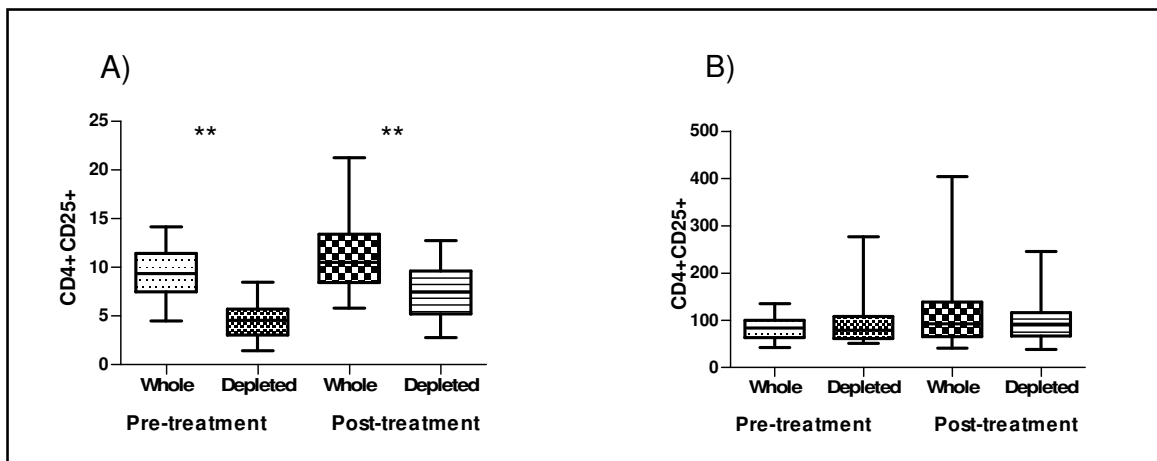 A)
25
20
15
10
5
0
CD4+ CD25+
** **
Whole Depleted Whole Depleted
Pre-treatment Post-treatment
B)
500
400
300
200
100
0
CD4+CD25+
Whole Depleted Whole Depleted
Pre-treatment Post-treatment